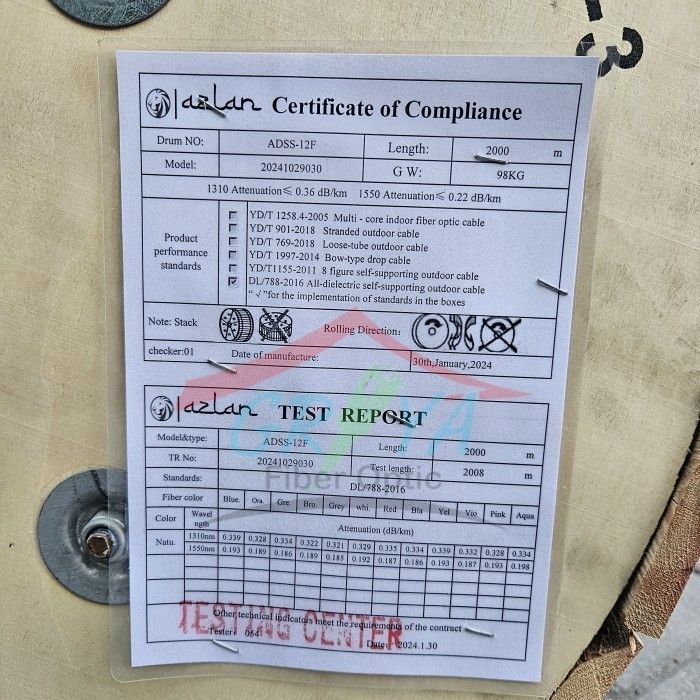 3
azlan Certificate of Compliance
Drum NO: ADSS-12F Length: 2000 m
Model: 20241029030 G W: 98KG
1310 Attenuation≤ 0.36 dB/km 1550 Attenuation≤ 0.22 dB/km
Product performance standards
YD/T 1258.4-2005 Multi - core indoor fiber optic cable
YD/T 901-2018 Stranded outdoor cable
YD/T 769-2018 Loose-tube outdoor cable
YD/T 1997-2014 Bow-type drop cable
YD/T1155-2011 8 figure self-supporting outdoor cable
DL/788-2016 All-dielectric self-supporting outdoor cable
“√”for the implementation of standards in the boxes
Note: Stack Rolling Direction:
checker:01 Date of manufacture: 30th,January,2024
azlan TEST REPORT
GRIYA
Fiber Optic
Model&type: ADSS-12F Length: 2000 m
TR No: 20241029030 Test length: 2008 m
Standards: DL/788-2016
Fiber color Blue. Ora. Gre. Bro. Grey whi. Red Bla Yel Vio Pink Aqua
Color Wavel ngth Attenuation (dB/km)
Natu. 1310nm 0.339 0.328 0.334 0.322 0.321 0.329 0.335 0.334 0.339 0.332 0.328 0.334
1550nm 0.193 0.189 0.186 0.189 0.185 0.192 0.187 0.186 0.193 0.187 0.193 0.198
Other technical indicators meet the requirements of the contract
TESTING CENTER
Tester: 064 Date: 2024.1.30